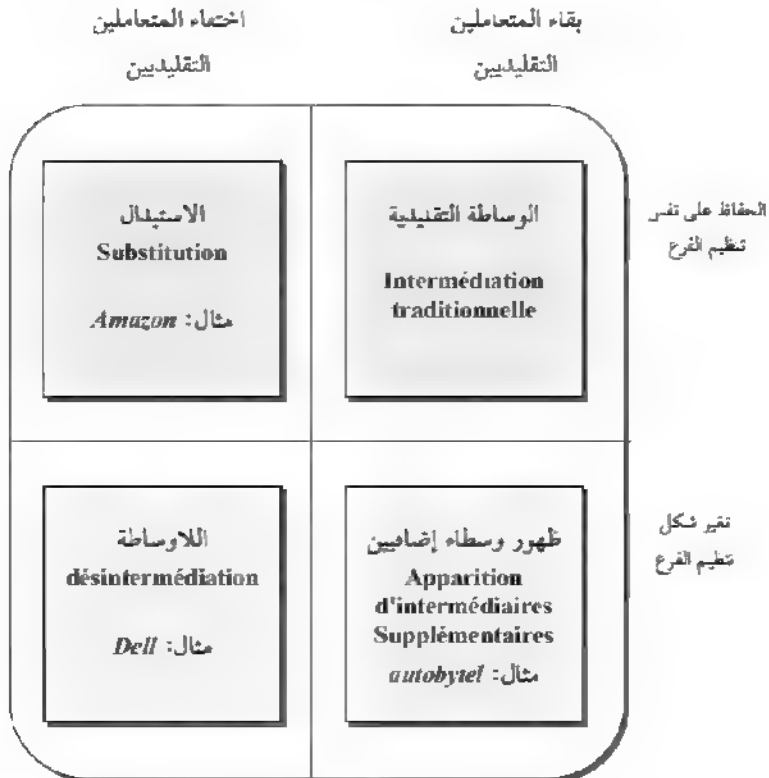 بقاء المتعاملين
التقليديين
اختفاء المتعاملين
التقليديين
الحفاظ على نفس
تنظيم الفرع
الوساطة التقليدية
Intermédiation
traditionnelle
الاستبدال
Substitution
مثال: Amazon
تغير شكل
تنظيم الفرع
ظهور وسطاء إضافيين
Apparition
d'intermédiaires
Supplémentaires
مثال: autobytel
اللاوساطة
désintermédiation
مثال: Dell